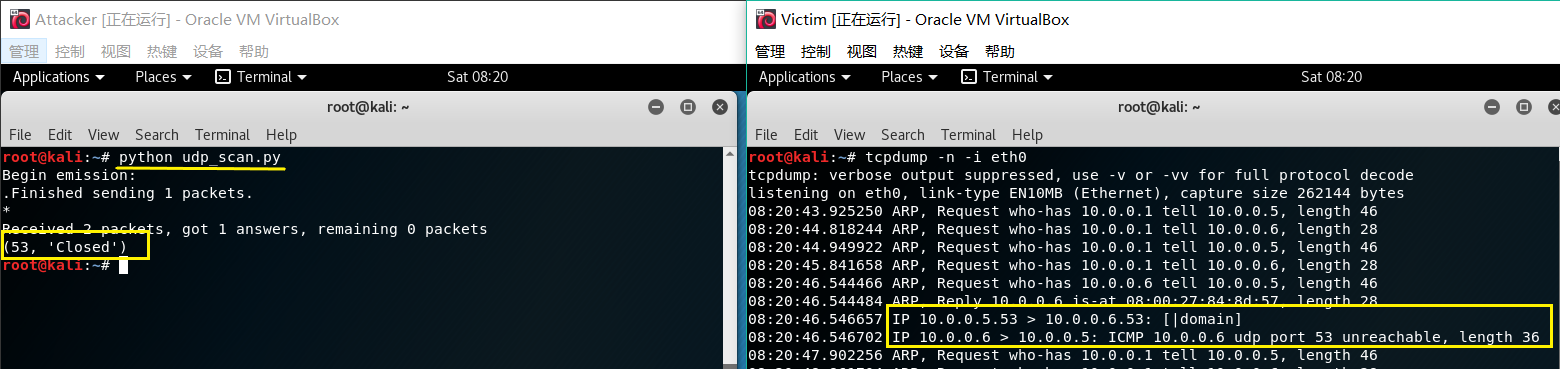 Attacker [正在运行] - Oracle VM VirtualBox
管理 控制 视图 热键 设备 帮助
Applications Places Terminal Sat 08:20
root@kali: ~
File Edit View Search Terminal Help
root@kali:~# python udp_scan.py
Begin emission:
.Finished sending 1 packets.
*
Received 2 packets, got 1 answers, remaining 0 packets
(53, 'Closed')
root@kali:~#
Victim [正在运行] - Oracle VM VirtualBox
管理 控制 视图 热键 设备 帮助
Applications Places Terminal Sat 08:20
root@kali: ~
File Edit View Search Terminal Help
root@kali:~# tcpdump -n -i eth0
tcpdump: verbose output suppressed, use -v or -vv for full protocol decode
listening on eth0, link-type EN10MB (Ethernet), capture size 262144 bytes
08:20:43.925250 ARP, Request who-has 10.0.0.1 tell 10.0.0.5, length 46
08:20:44.818244 ARP, Request who-has 10.0.0.1 tell 10.0.0.6, length 28
08:20:44.949922 ARP, Request who-has 10.0.0.1 tell 10.0.0.5, length 46
08:20:45.841658 ARP, Request who-has 10.0.0.1 tell 10.0.0.6, length 28
08:20:46.544466 ARP, Request who-has 10.0.0.6 tell 10.0.0.5, length 46
08:20:46.544484 ARP, Reply 10.0.0.6 is-at 08:00:27:84:8d:57, length 28
08:20:46.546657 IP 10.0.0.5.53 > 10.0.0.6.53: [|domain]
08:20:46.546702 IP 10.0.0.6 > 10.0.0.5: ICMP 10.0.0.6 udp port 53 unreachable, length 36
08:20:47.902256 ARP, Request who-has 10.0.0.1 tell 10.0.0.5, length 46